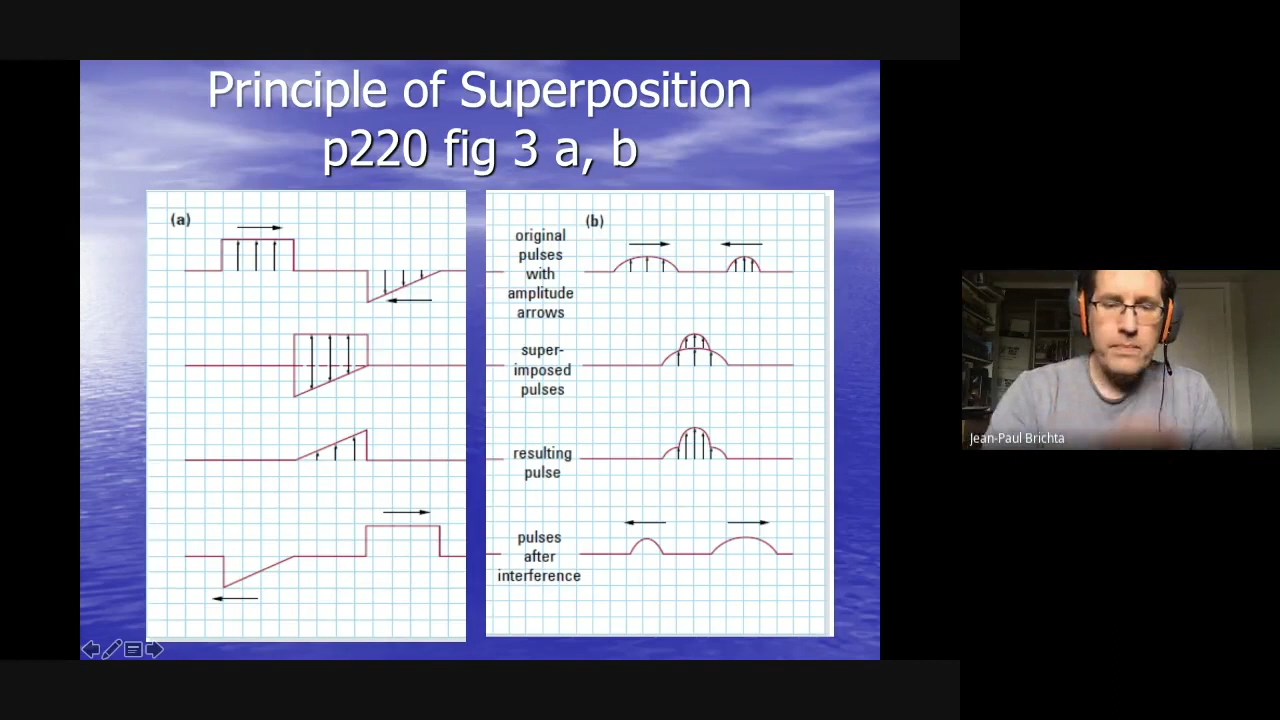 Principle of Superposition
p220 fig 3 a, b
(a)
(b)
original
pulses
with
amplitude
arrows
super-
imposed
pulses
resulting
pulse
pulses
after
interference
Jean-Paul Brichta